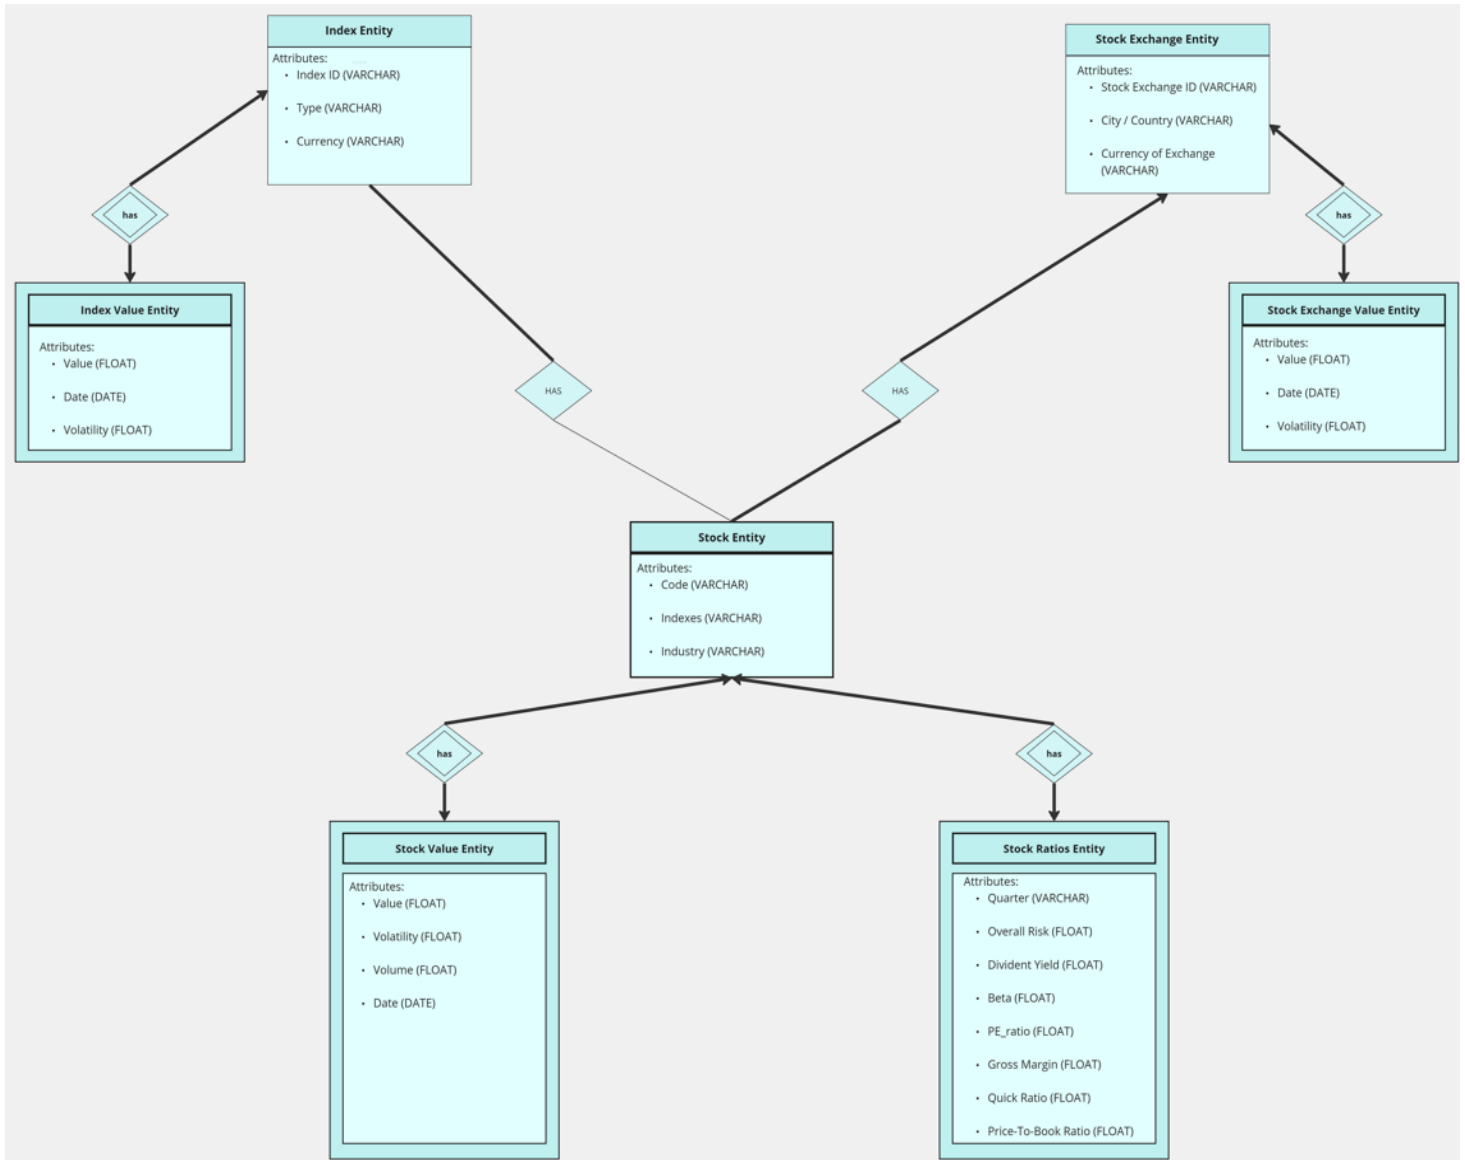 Index Entity
Attributes:
• Index ID (VARCHAR)
• Type (VARCHAR)
• Currency (VARCHAR)
Stock Exchange Entity
Attributes:
• Stock Exchange ID (VARCHAR)
• City / Country (VARCHAR)
• Currency of Exchange
(VARCHAR)
has
has
Index Value Entity
Attributes:
• Value (FLOAT)
• Date (DATE)
• Volatility (FLOAT)
Stock Exchange Value Entity
Attributes:
• Value (FLOAT)
• Date (DATE)
• Volatility (FLOAT)
HAS
HAS
Stock Entity
Attributes:
• Code (VARCHAR)
• Indexes (VARCHAR)
• Industry (VARCHAR)
has
has
Stock Value Entity
Attributes:
• Value (FLOAT)
• Volatility (FLOAT)
• Volume (FLOAT)
• Date (DATE)
Stock Ratios Entity
Attributes:
• Quarter (VARCHAR)
• Overall Risk (FLOAT)
• Divident Yield (FLOAT)
• Beta (FLOAT)
• PE_ratio (FLOAT)
• Gross Margin (FLOAT)
• Quick Ratio (FLOAT)
• Price-To-Book Ratio (FLOAT)